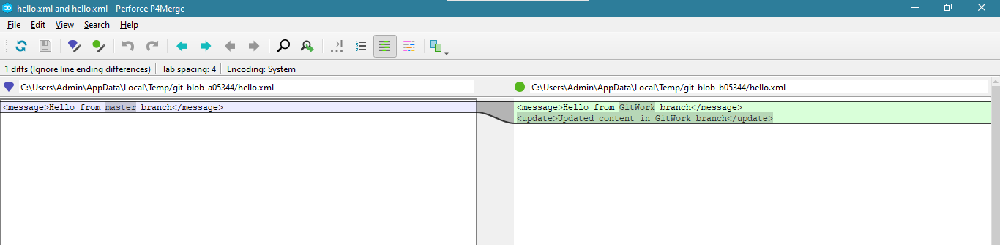 hello.xml and hello.xml - Perforce P4Merge
File Edit View Search Help
1 diffs (Ignore line ending differences) Tab spacing: 4 Encoding: System
C:\Users\Admin\AppData\Local\Temp/git-blob-a05344/hello.xml
C:\Users\Admin\AppData\Local\Temp/git-blob-b05344/hello.xml
<message>Hello from master branch</message>
<message>Hello from GitWork branch</message>
<update>Updated content in GitWork branch</update>